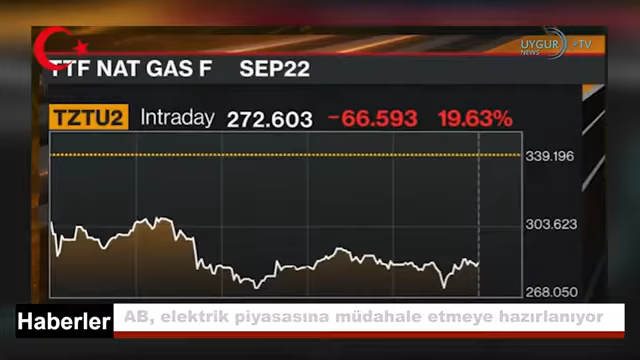 UYGUR TV
NEWS
TTF NAT GAS F SEP22
TZTU2 Intraday 272.603 -66.593 19.63%
339.196
303.623
268.050
Haberler AB, elektrik piyasasına müdahale etmeye hazırlanıyor